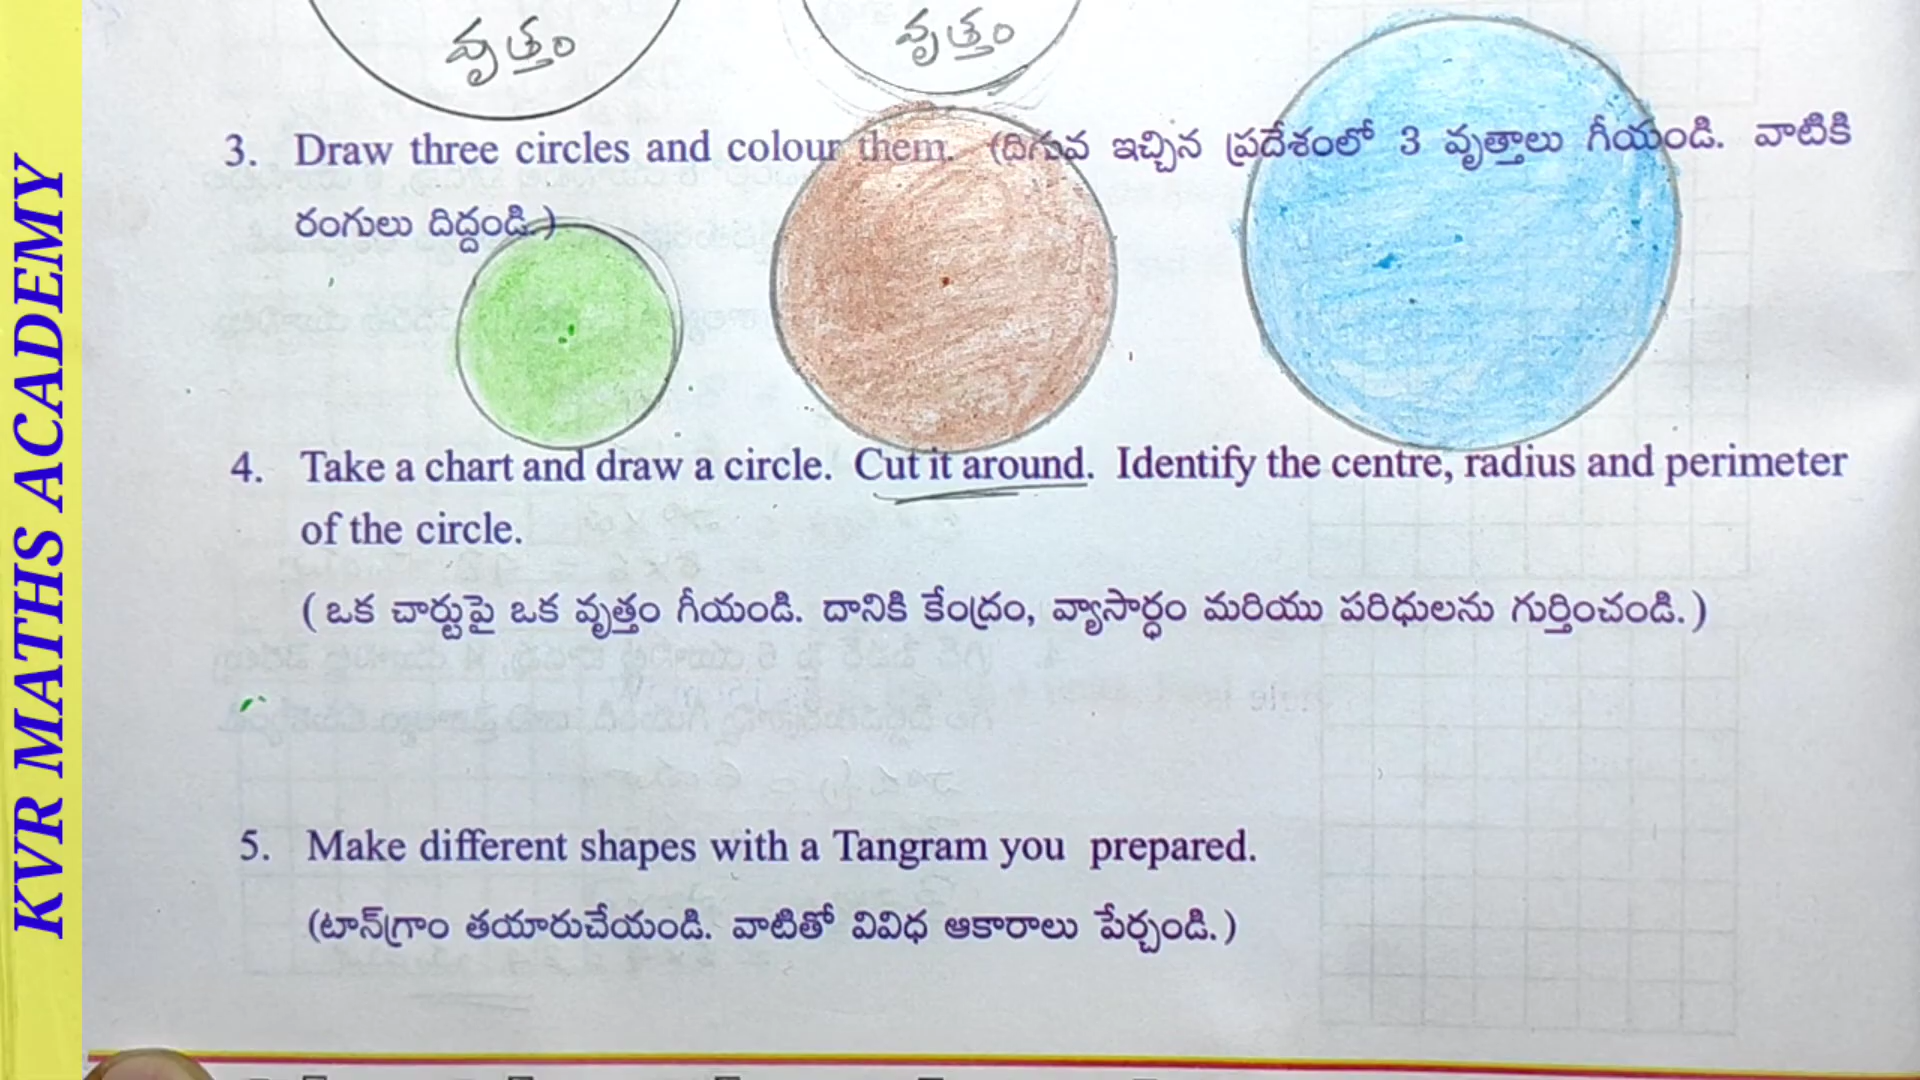 వృత్తం
వృత్తం
3. Draw three circles and colour them. (దిగువ ఇచ్చిన ప్రదేశంలో 3 వృత్తాలు గీయండి. వాటికి
రంగులు దిద్దండి.)
4. Take a chart and draw a circle. Cut it around. Identify the centre, radius and perimeter
of the circle.
( ఒక చార్టుపై ఒక వృత్తం గీయండి. దానికి కేంద్రం, వ్యాసార్ధం మరియు పరిధులను గుర్తించండి.)
5. Make different shapes with a Tangram you prepared.
(టాన్‌గ్రాం తయారుచేయండి. వాటితో వివిధ ఆకారాలు పేర్చండి.)
KVR MATHS ACADEMY